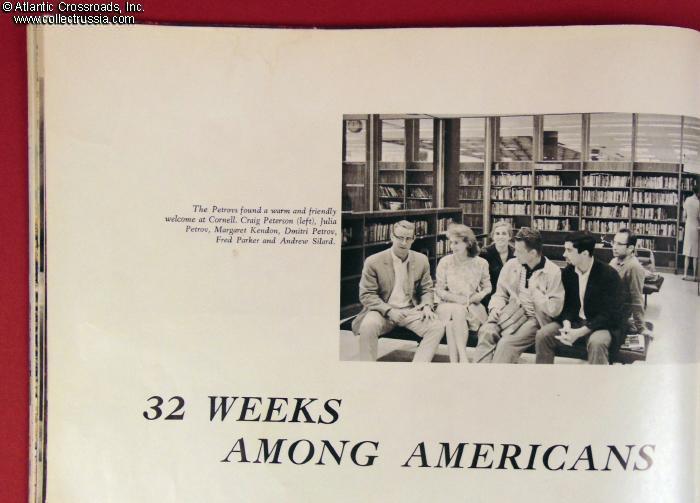 © Atlantic Crossroads, Inc.
www.collectrussia.com
The Petrovs found a warm and friendly
welcome at Cornell. Craig Peterson (left), Julia
Petrov, Margaret Kendon, Dmitri Petrov,
Fred Parker and Andrew Silard.
32 WEEKS
AMONG AMERICANS